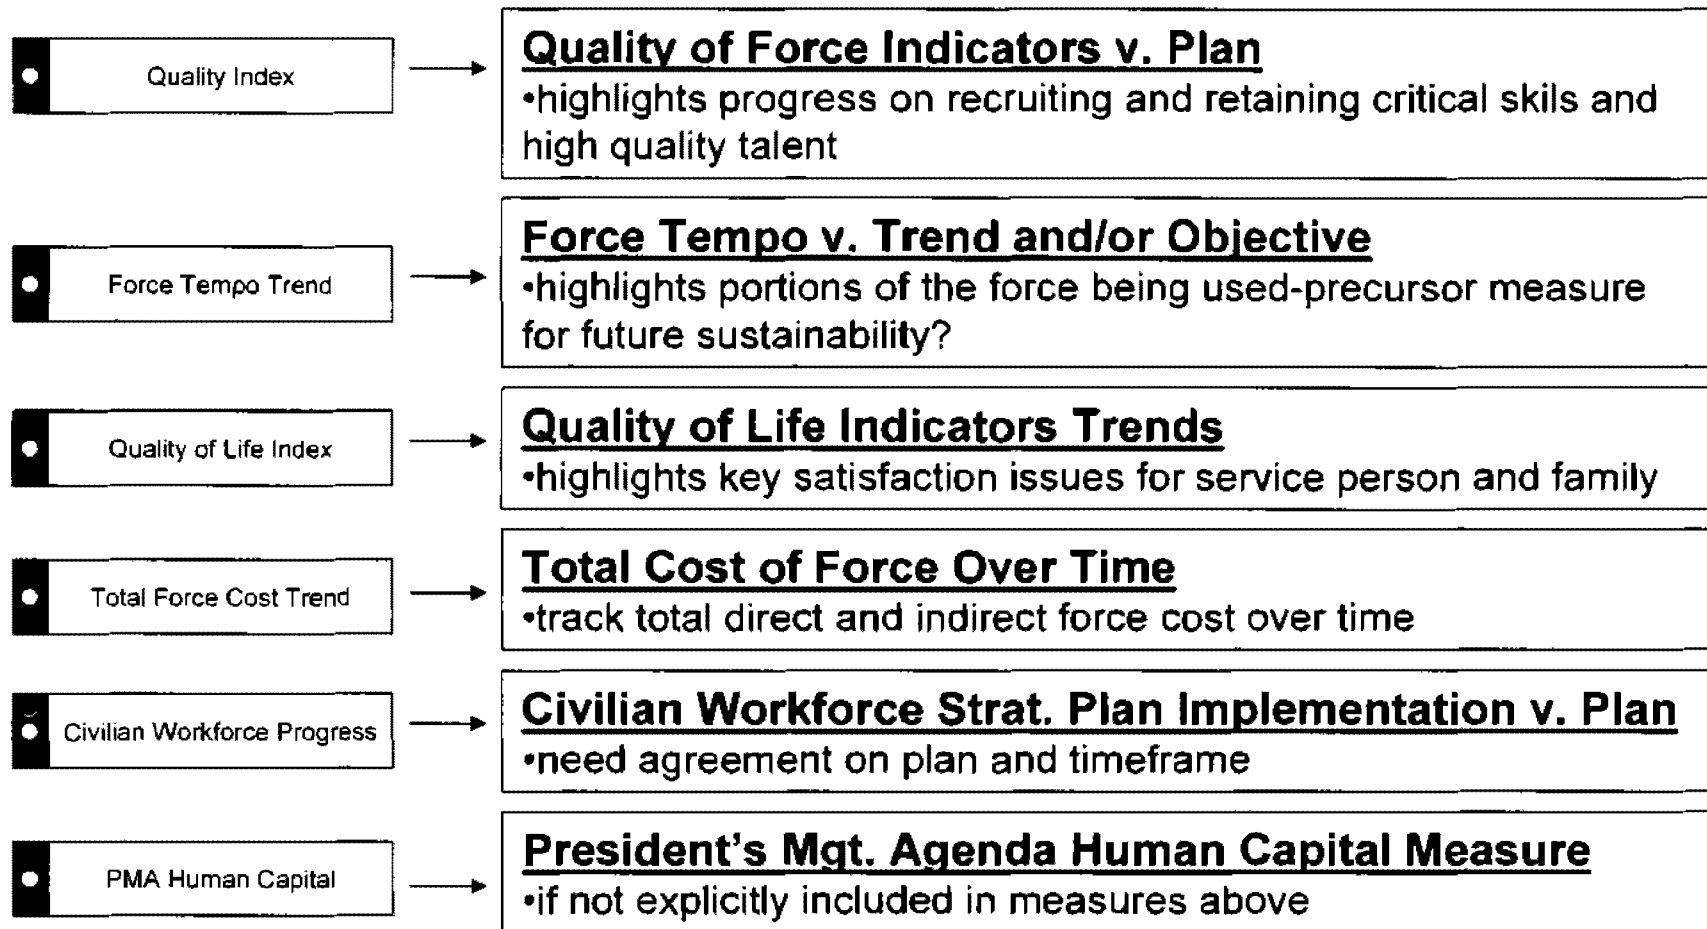 Quality Index
Quality of Force Indicators v. Plan
•highlights progress on recruiting and retaining critical skils and
high quality talent
Force Tempo Trend
Force Tempo v. Trend and/or Objective
•highlights portions of the force being used-precursor measure
for future sustainability?
Quality of Life Index
Quality of Life Indicators Trends
•highlights key satisfaction issues for service person and family
Total Force Cost Trend
Total Cost of Force Over Time
•track total direct and indirect force cost over time
Civilian Workforce Progress
Civilian Workforce Strat. Plan Implementation v. Plan
•need agreement on plan and timeframe
PMA Human Capital
President's Mgt. Agenda Human Capital Measure
•if not explicitly included in measures above